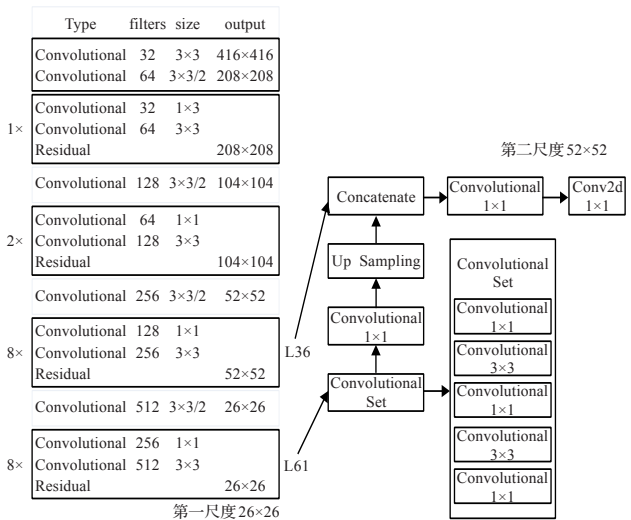 Type filters size output
Convolutional 32 3×3 416×416
Convolutional 64 3×3/2 208×208
1×
Convolutional 32 1×3
Convolutional 64 3×3
Residual 208×208
Convolutional 128 3×3/2 104×104
2×
Convolutional 64 1×1
Convolutional 128 3×3
Residual 104×104
Convolutional 256 3×3/2 52×52
8×
Convolutional 128 1×1
Convolutional 256 3×3
Residual 52×52
Convolutional 512 3×3/2 26×26
8×
Convolutional 256 1×1
Convolutional 512 3×3
Residual 26×26
第一尺度26×26
L36
L61
Concatenate
Up Sampling
Convolutional
1×1
Convolutional
Set
第二尺度52×52
Convolutional
1×1
Conv2d
1×1
Convolutional
Set
Convolutional
1×1
Convolutional
3×3
Convolutional
1×1
Convolutional
3×3
Convolutional
1×1